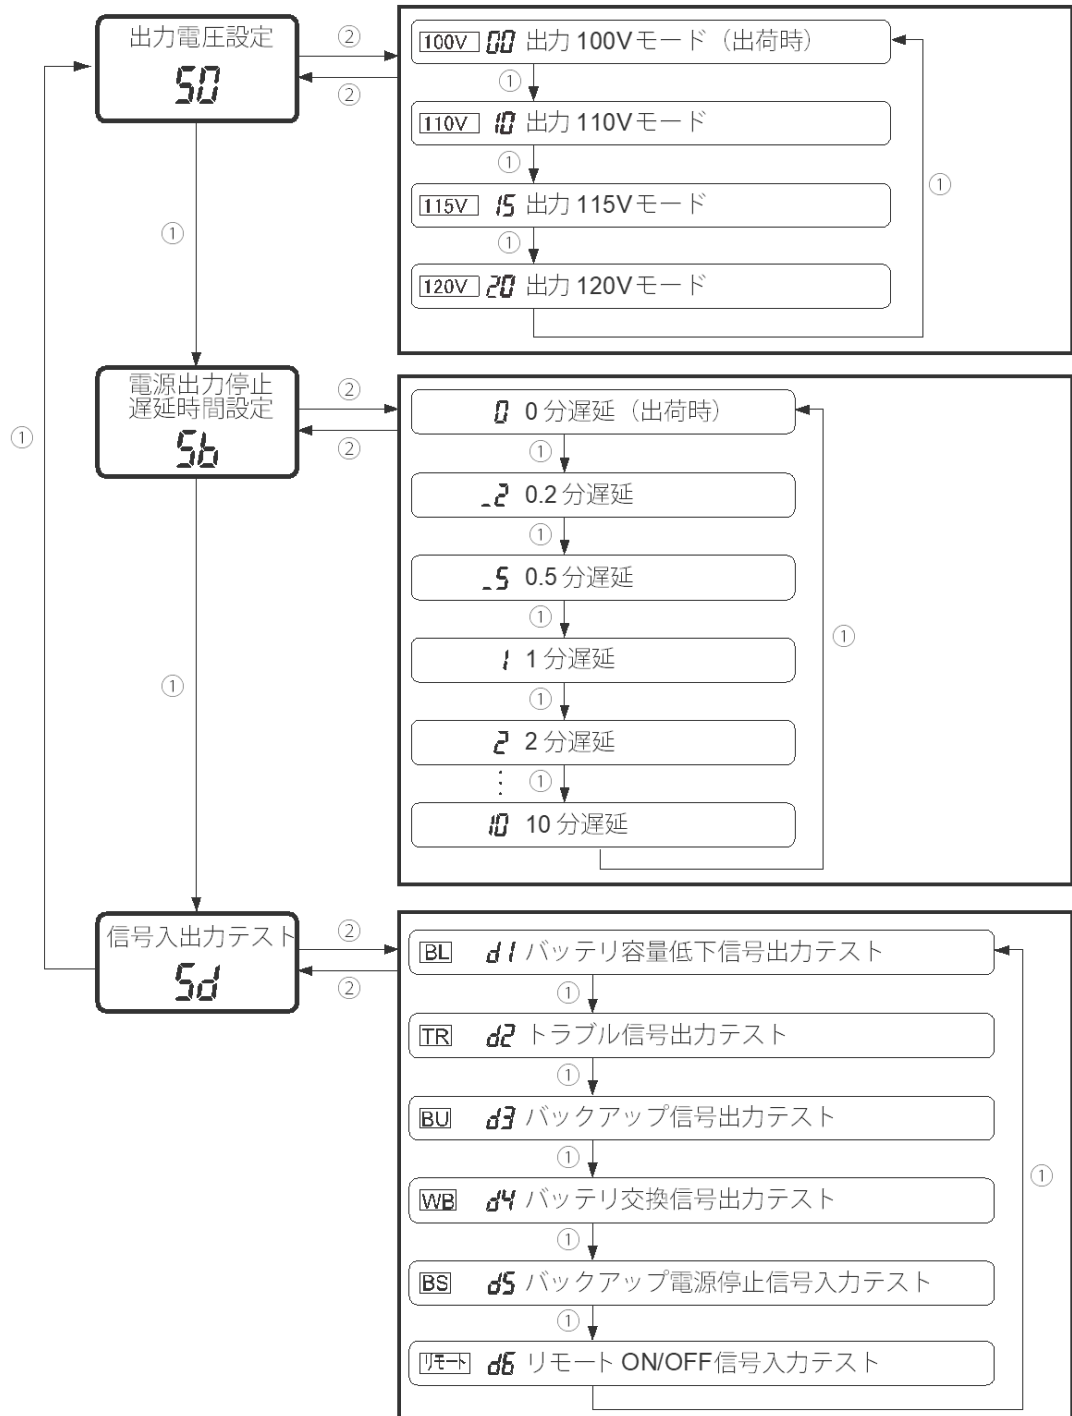 出力電圧設定
S0
②
②
100V 00 出力 100Vモード（出荷時）
①
110V 10 出力 110Vモード
①
115V 15 出力 115Vモード
①
120V 20 出力 120Vモード
①
①
電源出力停止
遅延時間設定
Sb
②
②
①
0 0 分遅延（出荷時）
①
_2 0.2 分遅延
①
_5 0.5 分遅延
①
1 1 分遅延
①
2 2 分遅延
⋮ ①
10 10 分遅延
①
①
信号入出力テスト
Sd
②
②
BL d1 バッテリ容量低下信号出力テスト
①
TR d2 トラブル信号出力テスト
①
BU d3 バックアップ信号出力テスト
①
WB d4 バッテリ交換信号出力テスト
①
BS d5 バックアップ電源停止信号入力テスト
①
リモート d6 リモート ON/OFF信号入力テスト
①